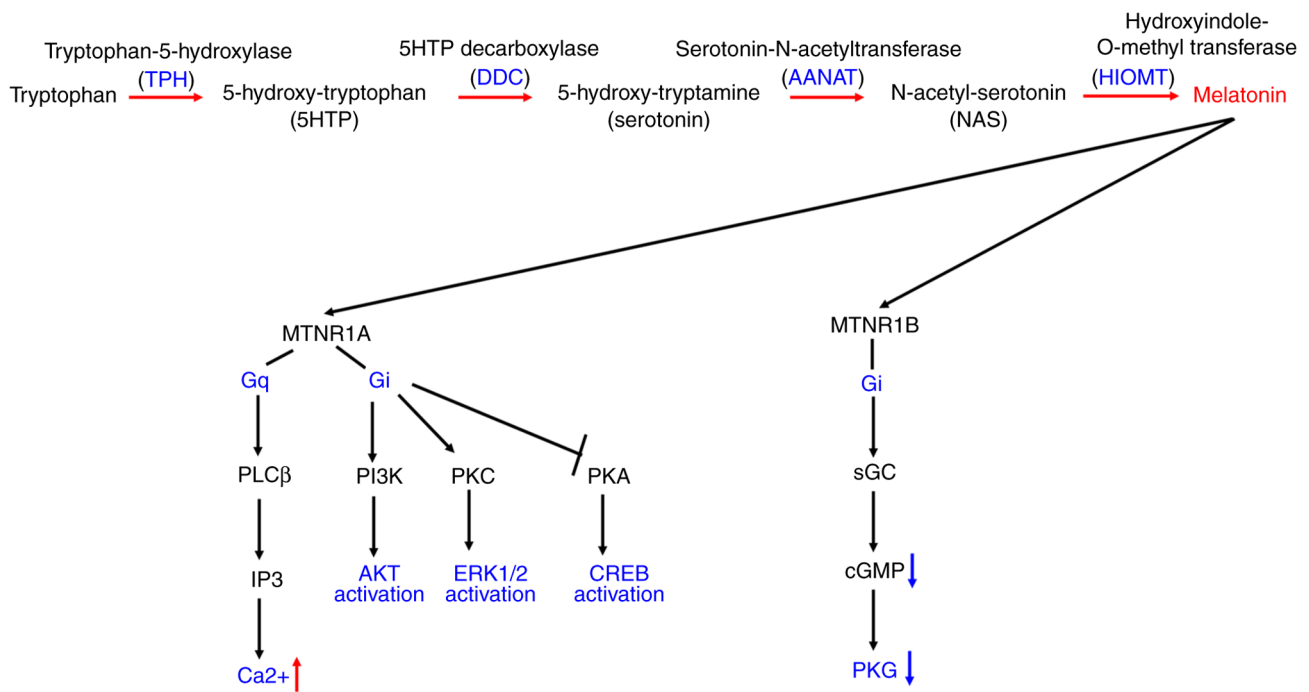 Tryptophan-5-hydroxylase
(TPH)
5HTP decarboxylase
(DDC)
Serotonin-N-acetyltransferase
(AANAT)
Hydroxyindole-
O-methyl transferase
(HIOMT)
Tryptophan
5-hydroxy-tryptophan
(5HTP)
5-hydroxy-tryptamine
(serotonin)
N-acetyl-serotonin
(NAS)
Melatonin
MTNR1A
MTNR1B
Gq
Gi
Gi
PLCβ
PI3K
PKC
PKA
sGC
IP3
AKT
activation
ERK1/2
activation
CREB
activation
cGMP
Ca2+
PKG